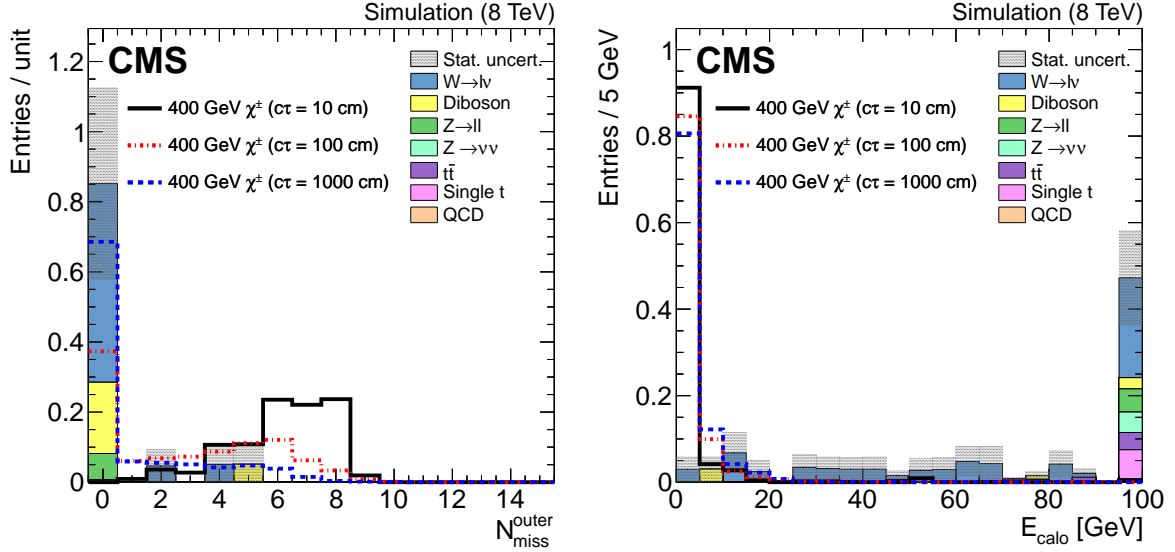 Simulation (8 TeV)
CMS
Entries / unit
1.2
1
0.8
0.6
0.4
0.2
0
400 GeV χ± (cτ = 10 cm)
400 GeV χ± (cτ = 100 cm)
400 GeV χ± (cτ = 1000 cm)
Stat. uncert.
W→lν
Diboson
Z→ll
Z→νν
tt̄
Single t
QCD
0 2 4 6 8 10 12 14
N_miss^outer
Simulation (8 TeV)
CMS
Entries / 5 GeV
1
0.8
0.6
0.4
0.2
0
400 GeV χ± (cτ = 10 cm)
400 GeV χ± (cτ = 100 cm)
400 GeV χ± (cτ = 1000 cm)
Stat. uncert.
W→lν
Diboson
Z→ll
Z→νν
tt̄
Single t
QCD
0 20 40 60 80 100
E_calo [GeV]